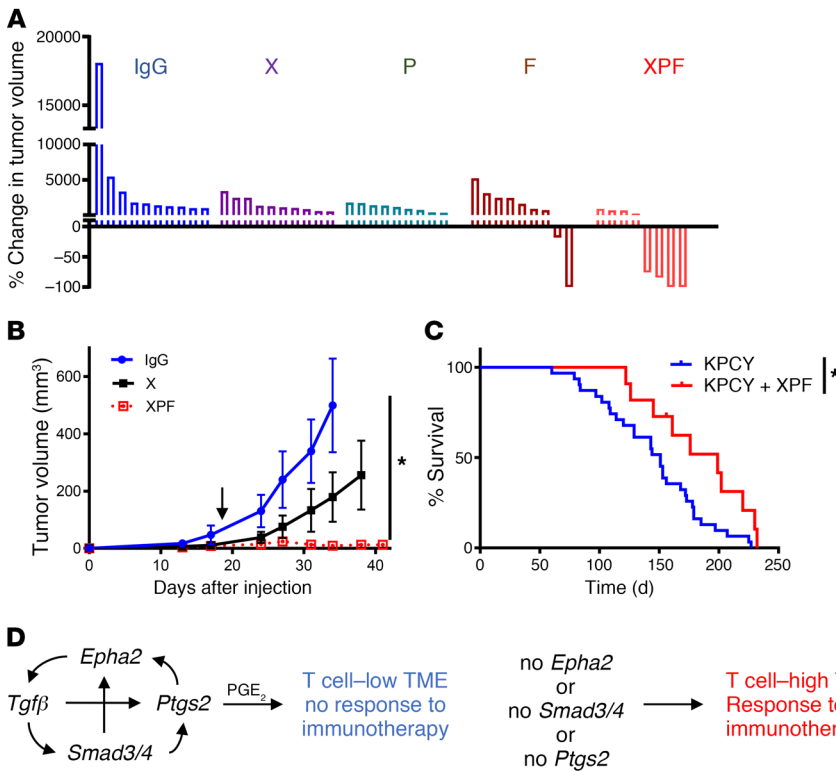 A
% Change in tumor volume
20000
15000
10000
5000
0
−50
−100
IgG
X
P
F
XPF
B
Tumor volume (mm³)
600
400
200
0
IgG
X
XPF
*
0
10
20
30
40
Days after injection
C
% Survival
100
50
0
KPCY
KPCY + XPF
*
0
50
100
150
200
250
Time (d)
D
Epha2
Tgfβ
Ptgs2
Smad3/4
PGE₂
T cell–low TME
no response to
immunotherapy
no Epha2
or
no Smad3/4
or
no Ptgs2
T cell–high
Response